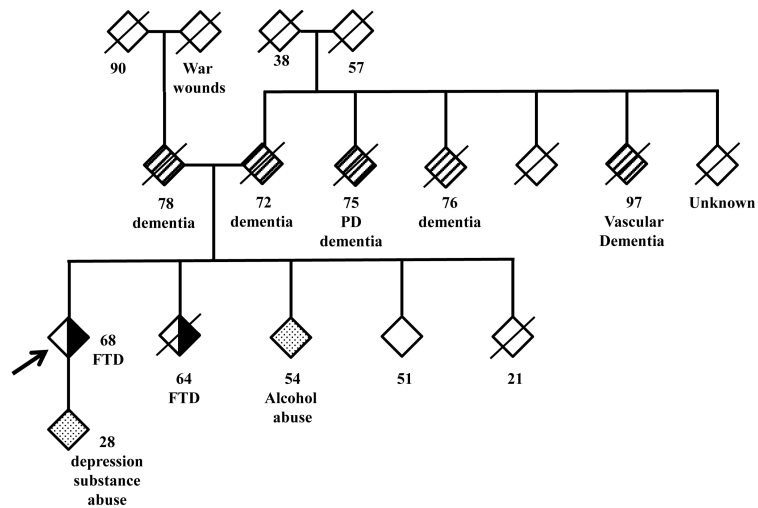 90
War
wounds
38
57
78
dementia
72
dementia
75
PD
dementia
76
dementia
97
Vascular
Dementia
Unknown
68
FTD
64
FTD
54
Alcohol
abuse
51
21
28
depression
substance
abuse